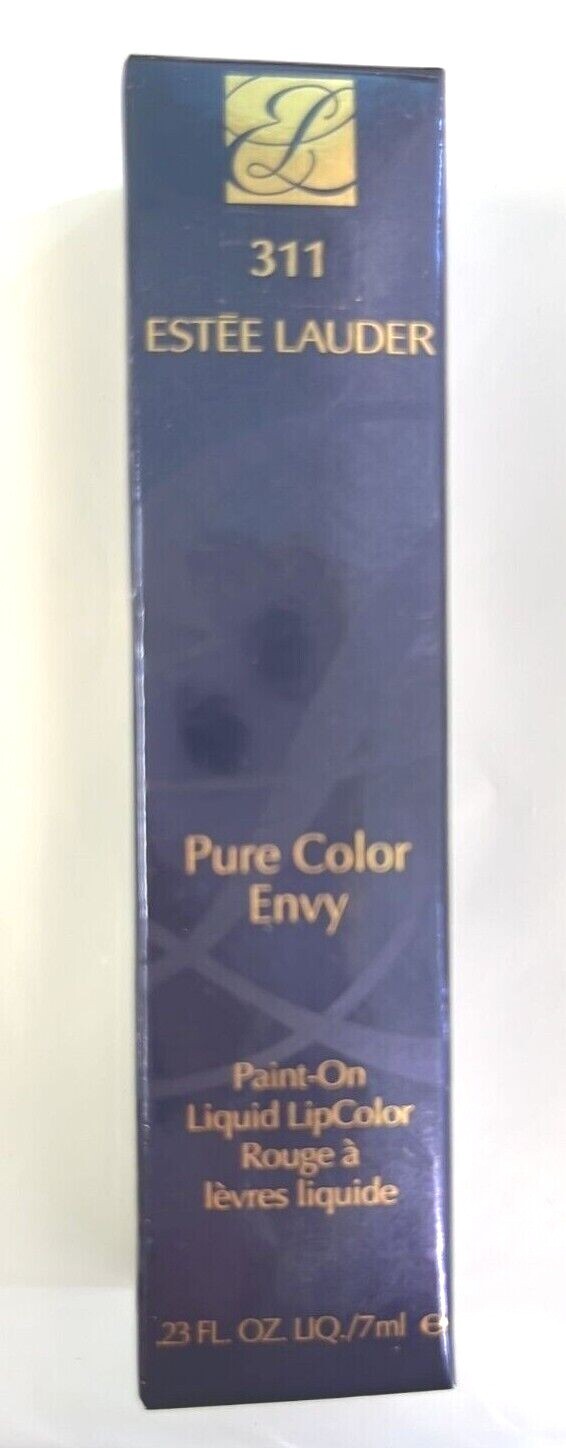 EL
311
ESTĒE LAUDER
Pure Color
Envy
Paint-On
Liquid LipColor
Rouge à
lèvres liquide
.23 FL. OZ. LIQ./7ml ℮